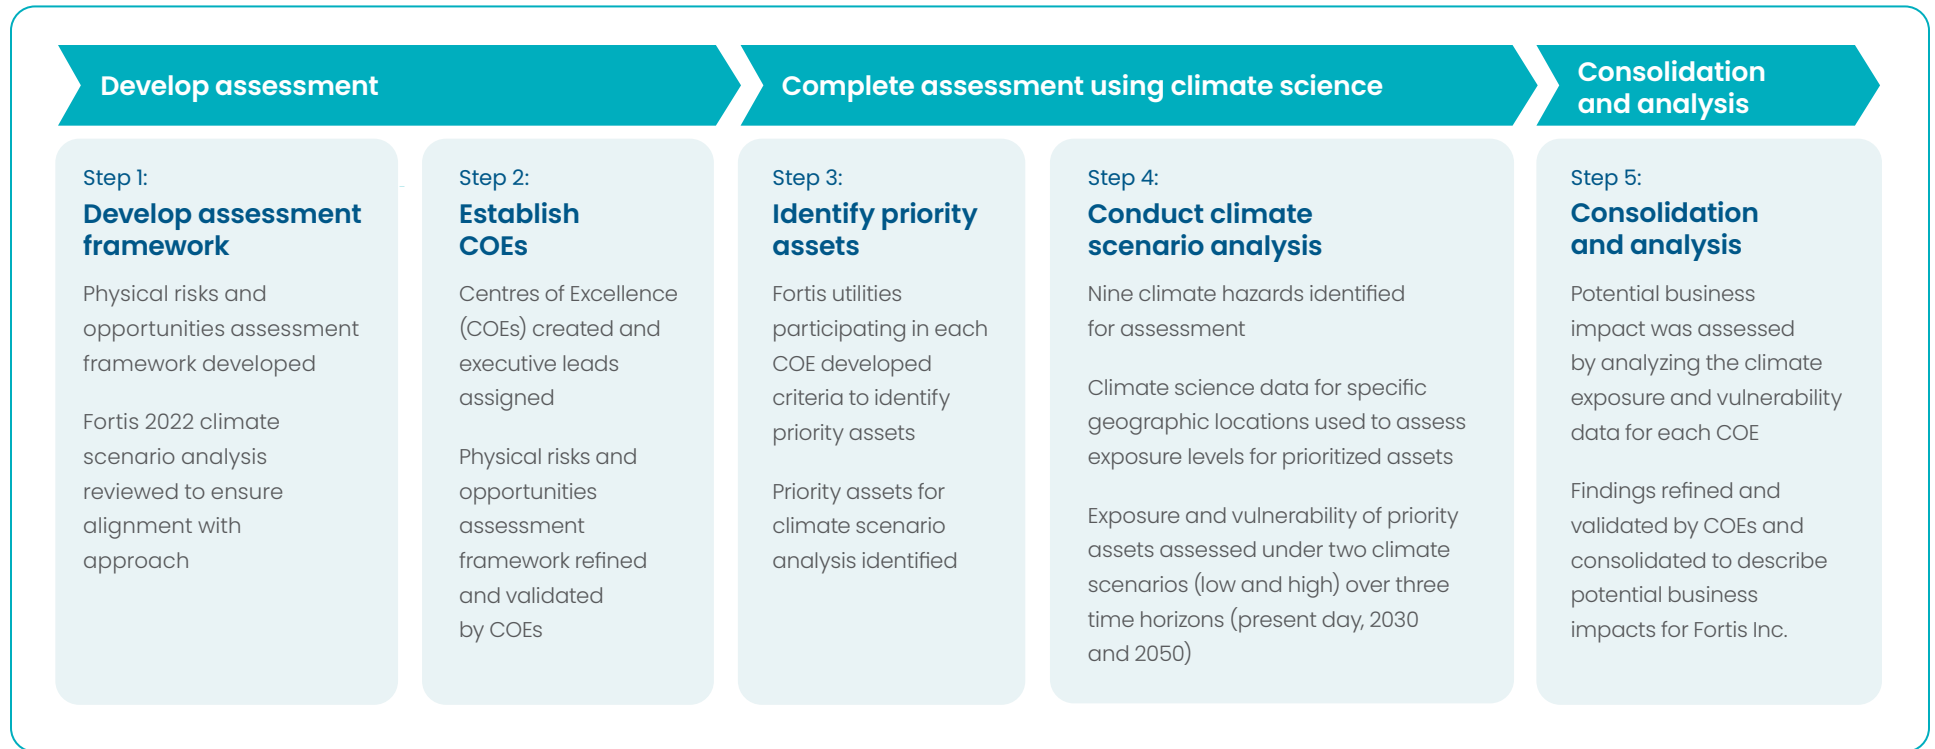 Develop assessment
Complete assessment using climate science
Consolidation
and analysis
Step 1:
Develop assessment
framework
Physical risks and
opportunities assessment
framework developed
Fortis 2022 climate
scenario analysis
reviewed to ensure
alignment with
approach
Step 2:
Establish
COEs
Centres of Excellence
(COEs) created and
executive leads
assigned
Physical risks and
opportunities
assessment
framework refined
and validated
by COEs
Step 3:
Identify priority
assets
Fortis utilities
participating in each
COE developed
criteria to identify
priority assets
Priority assets for
climate scenario
analysis identified
Step 4:
Conduct climate
scenario analysis
Nine climate hazards identified
for assessment
Climate science data for specific
geographic locations used to assess
exposure levels for prioritized assets
Exposure and vulnerability of priority
assets assessed under two climate
scenarios (low and high) over three
time horizons (present day, 2030
and 2050)
Step 5:
Consolidation
and analysis
Potential business
impact was assessed
by analyzing the climate
exposure and vulnerability
data for each COE
Findings refined and
validated by COEs and
consolidated to describe
potential business
impacts for Fortis Inc.